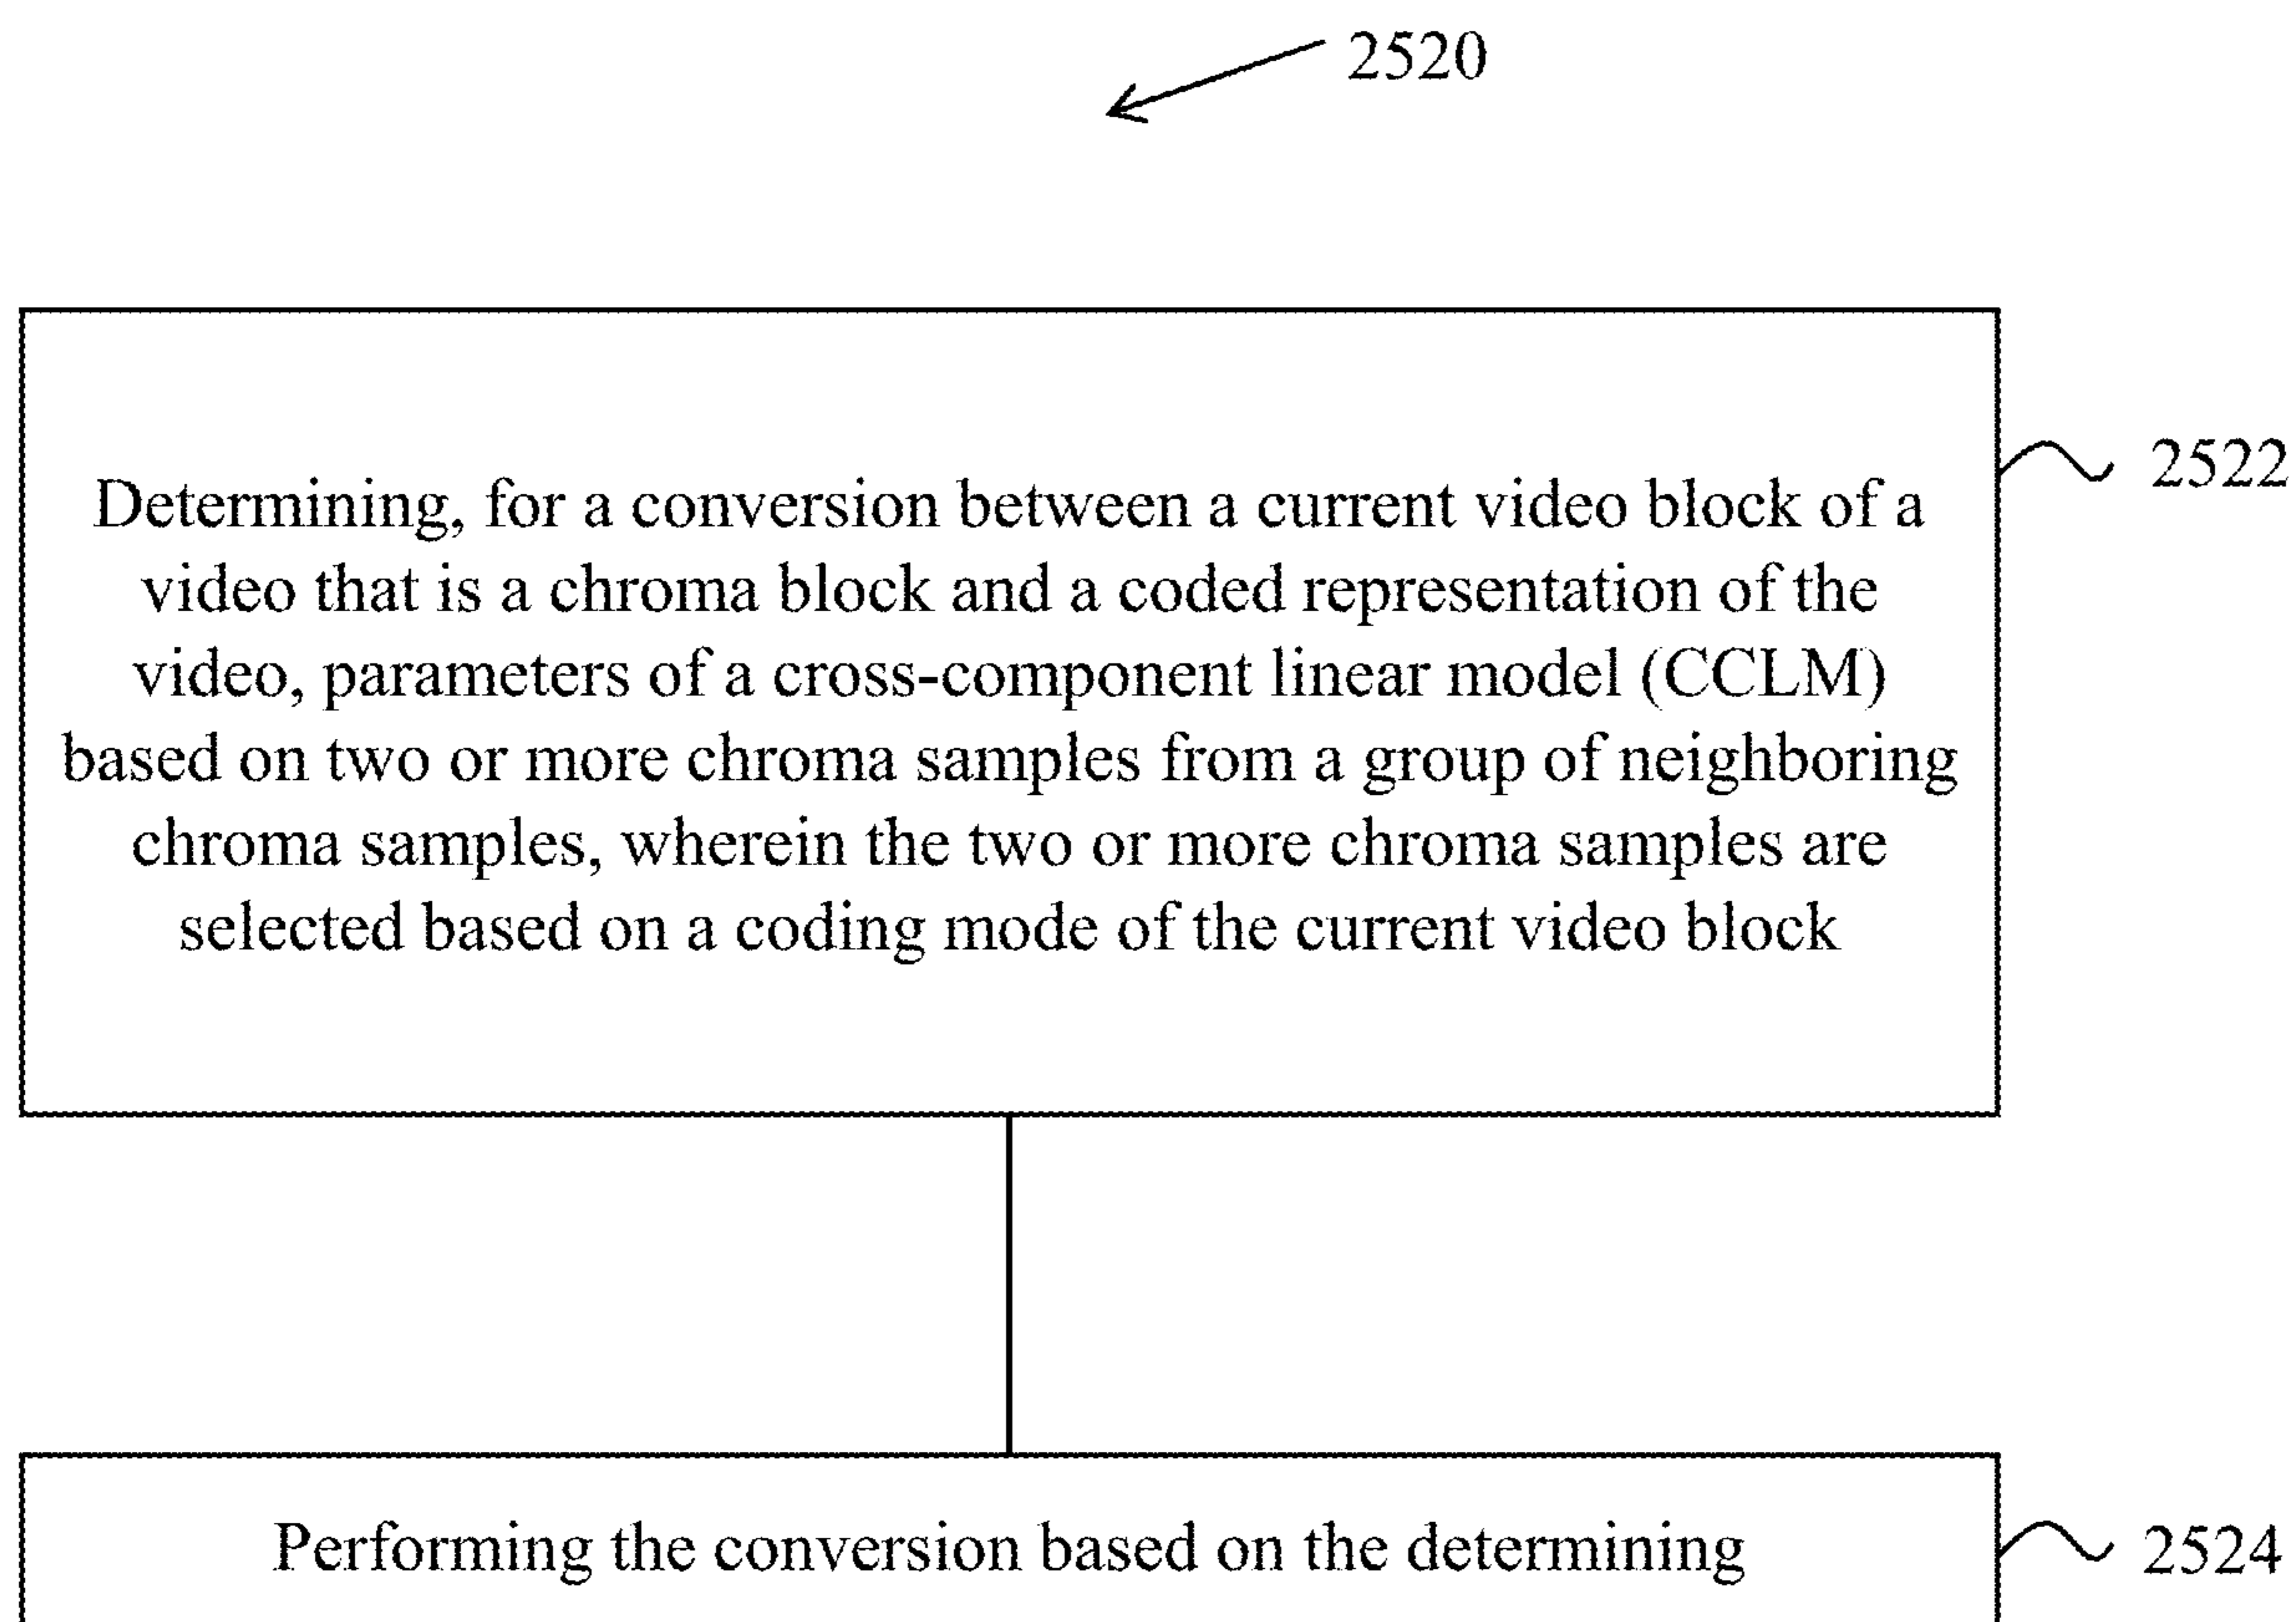 2520
Determining, for a conversion between a current video block of a
video that is a chroma block and a coded representation of the
video, parameters of a cross-component linear model (CCLM)
based on two or more chroma samples from a group of neighboring
chroma samples, wherein the two or more chroma samples are
selected based on a coding mode of the current video block
2522
Performing the conversion based on the determining
2524